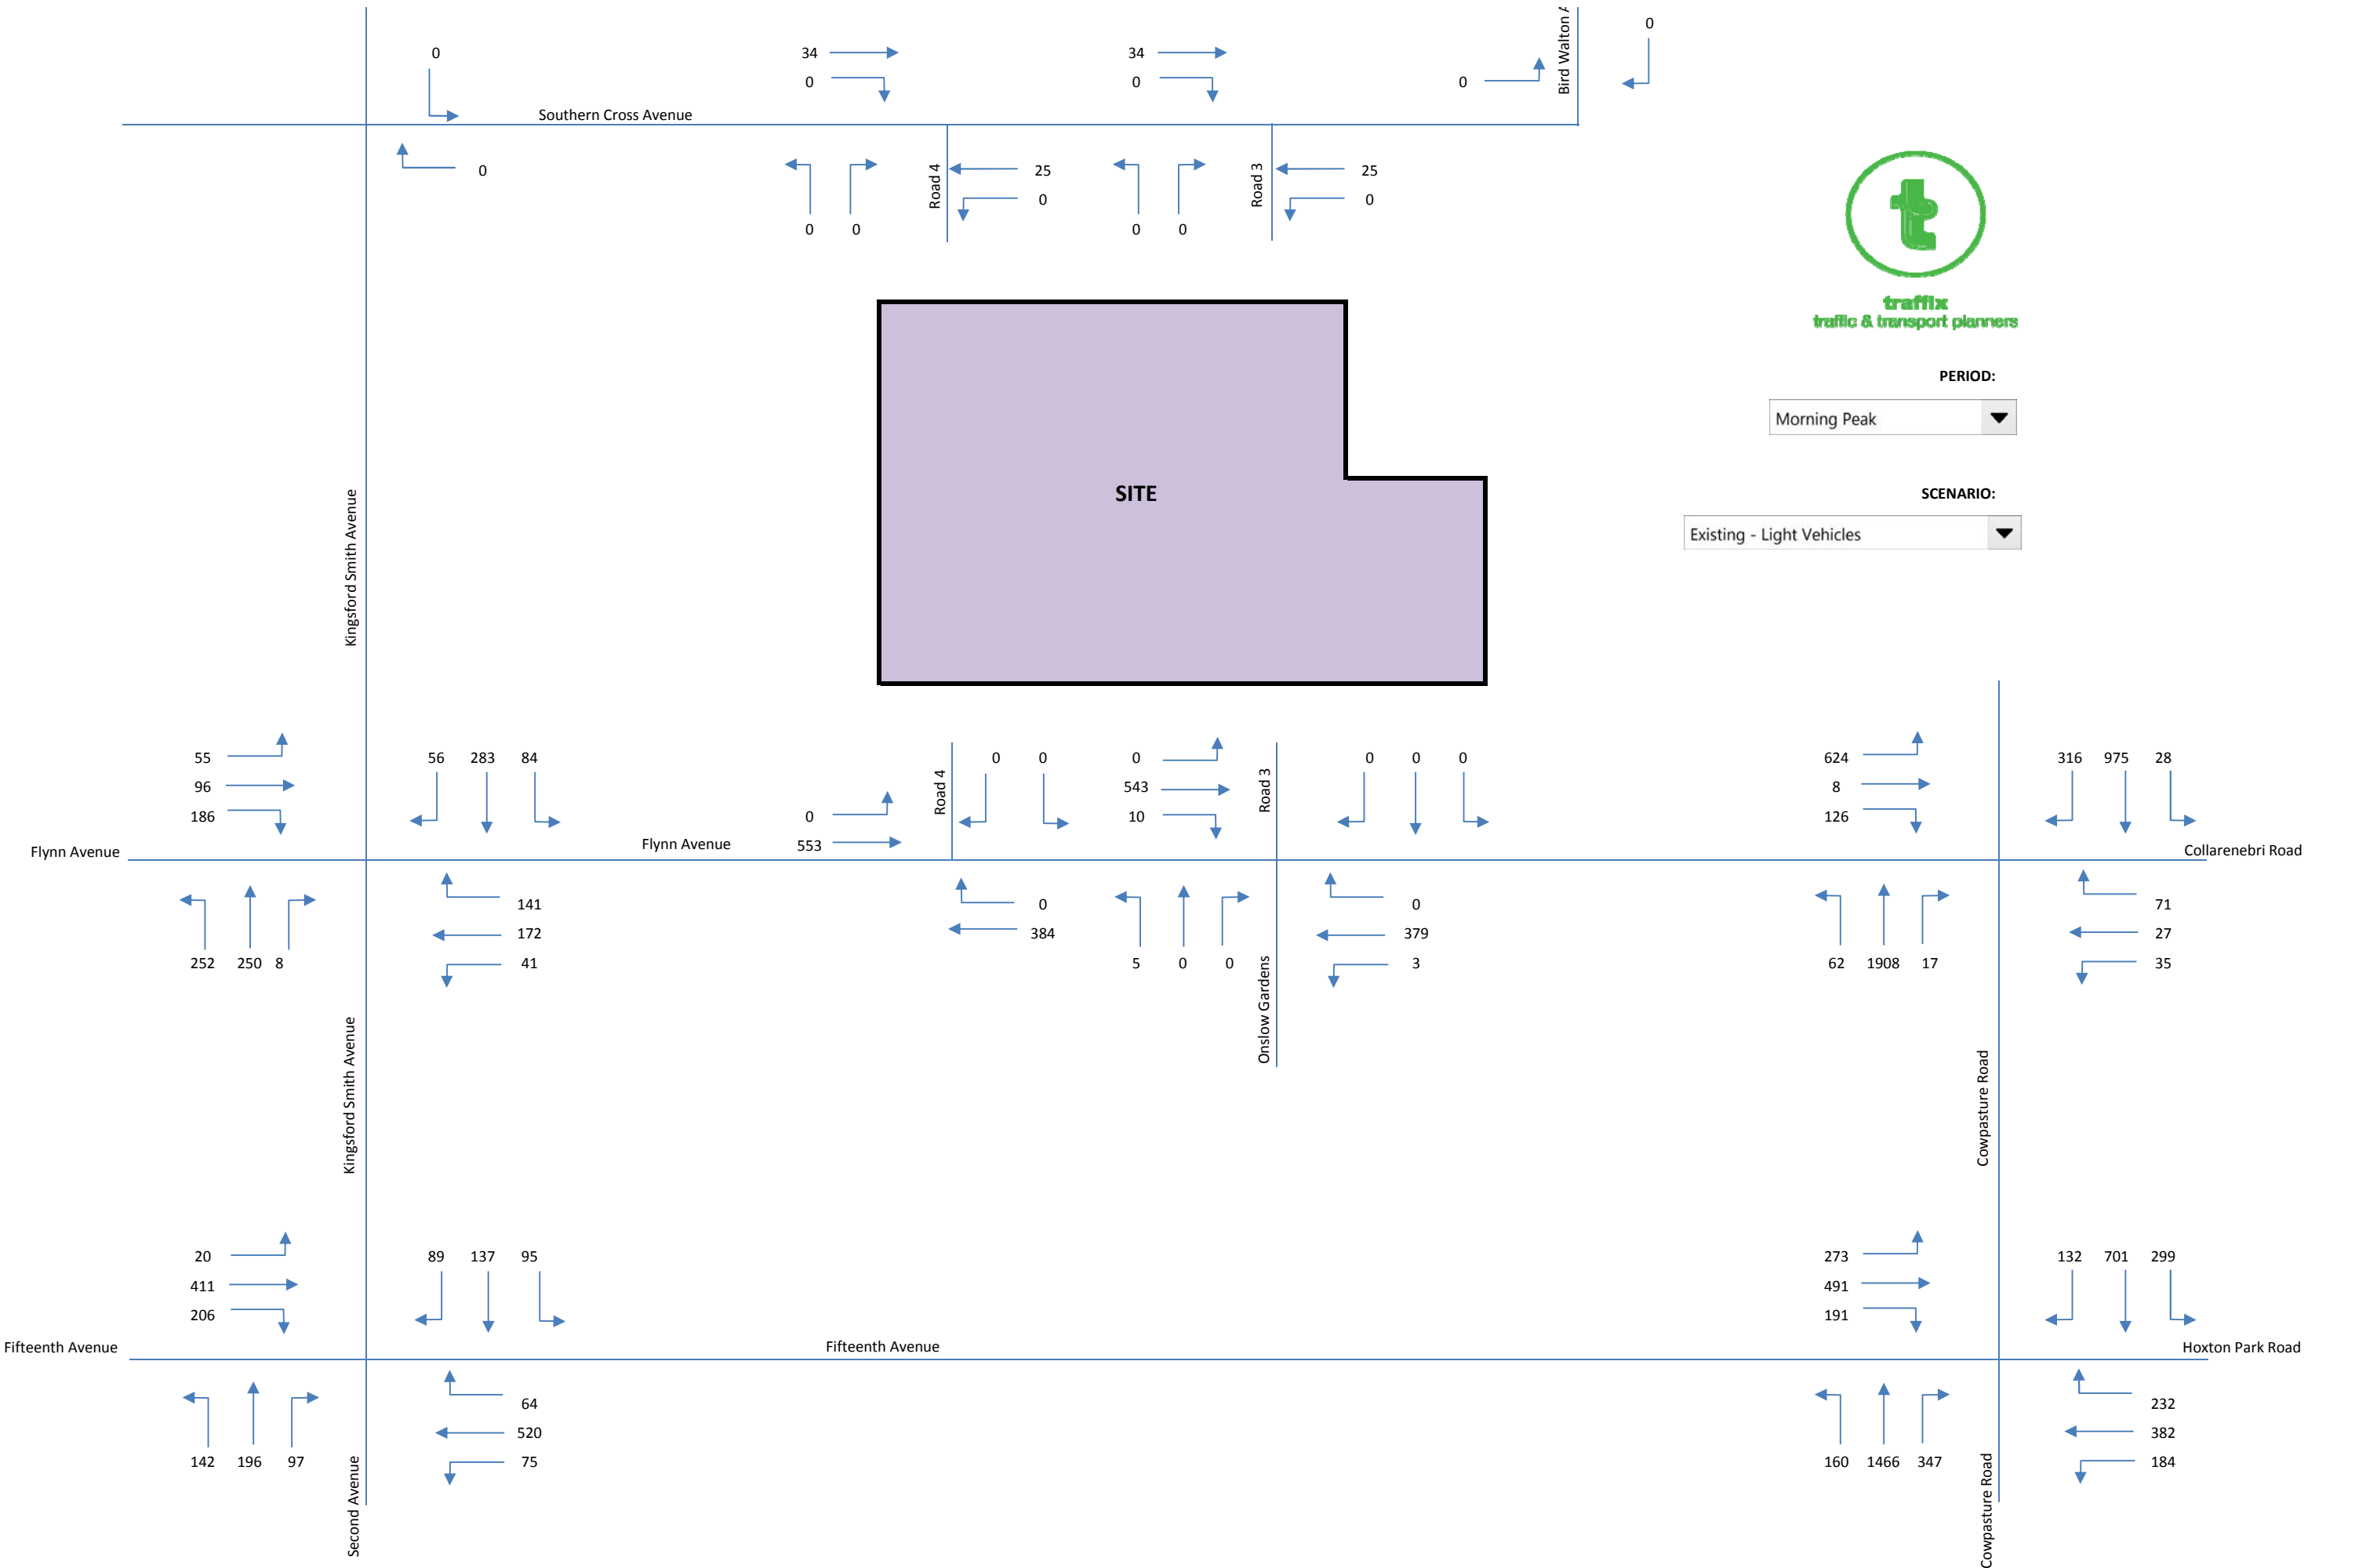 0
34
34
0
0
0
0
Bird Walton A
Southern Cross Avenue
0
Road 4
25
0
0
0
Road 3
25
0
0
0
t
traffix
traffic & transport planners
PERIOD:
Morning Peak
SITE
SCENARIO:
Existing - Light Vehicles
Kingsford Smith Avenue
55
96
186
56 283 84
Flynn Avenue
Flynn Avenue
0
553
Road 4
0 0
0
543
10
Road 3
0 0 0
624
8
126
316 975 28
Collarenebri Road
252 250 8
141
172
41
0
384
5 0 0
Onslow Gardens
0
379
3
62 1908 17
71
27
35
Kingsford Smith Avenue
Cowpasture Road
20
411
206
89 137 95
273
491
191
132 701 299
Fifteenth Avenue
Fifteenth Avenue
Hoxton Park Road
142 196 97
64
520
75
160 1466 347
232
382
184
Second Avenue
Cowpasture Road